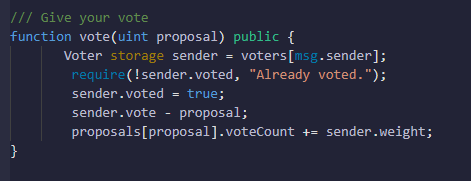 /// Give your vote
function vote(uint proposal) public {
Voter storage sender = voters[msg.sender];
require(!sender.voted, "Already voted.");
sender.voted = true;
sender.vote - proposal;
proposals[proposal].voteCount += sender.weight;
}